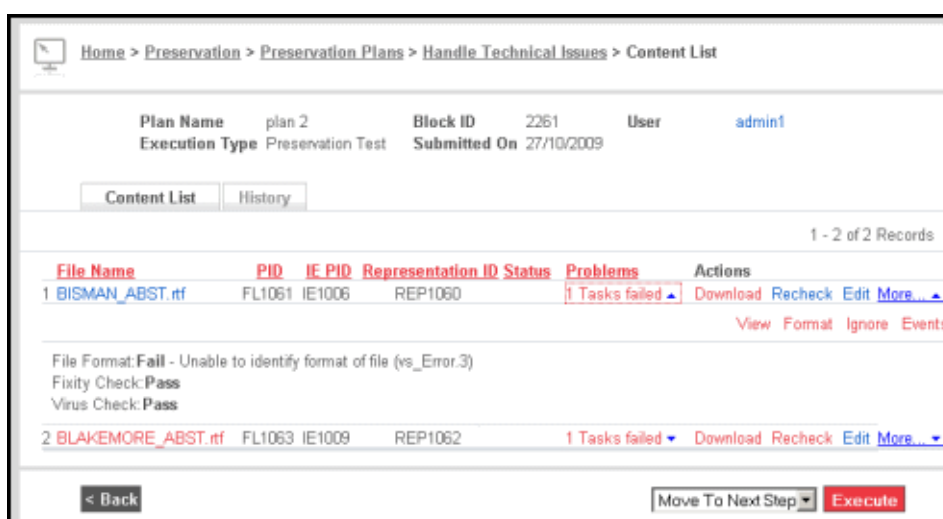 Home > Preservation > Preservation Plans > Handle Technical Issues > Content List
Plan Name plan 2 Block ID 2261 User admin1
Execution Type Preservation Test Submitted On 27/10/2009
Content List History
1 - 2 of 2 Records
File Name PID IE PID Representation ID Status Problems Actions
1 BISMAN_ABST.rtf FL1061 IE1006 REP1060 1 Tasks failed Download Recheck Edit More...
View Format Ignore Events
File Format:Fail - Unable to identify format of file (vs_Error.3)
Fixity Check:Pass
Virus Check:Pass
2 BLAKEMORE_ABST.rtf FL1063 IE1009 REP1062 1 Tasks failed Download Recheck Edit More...
< Back Move To Next Step Execute